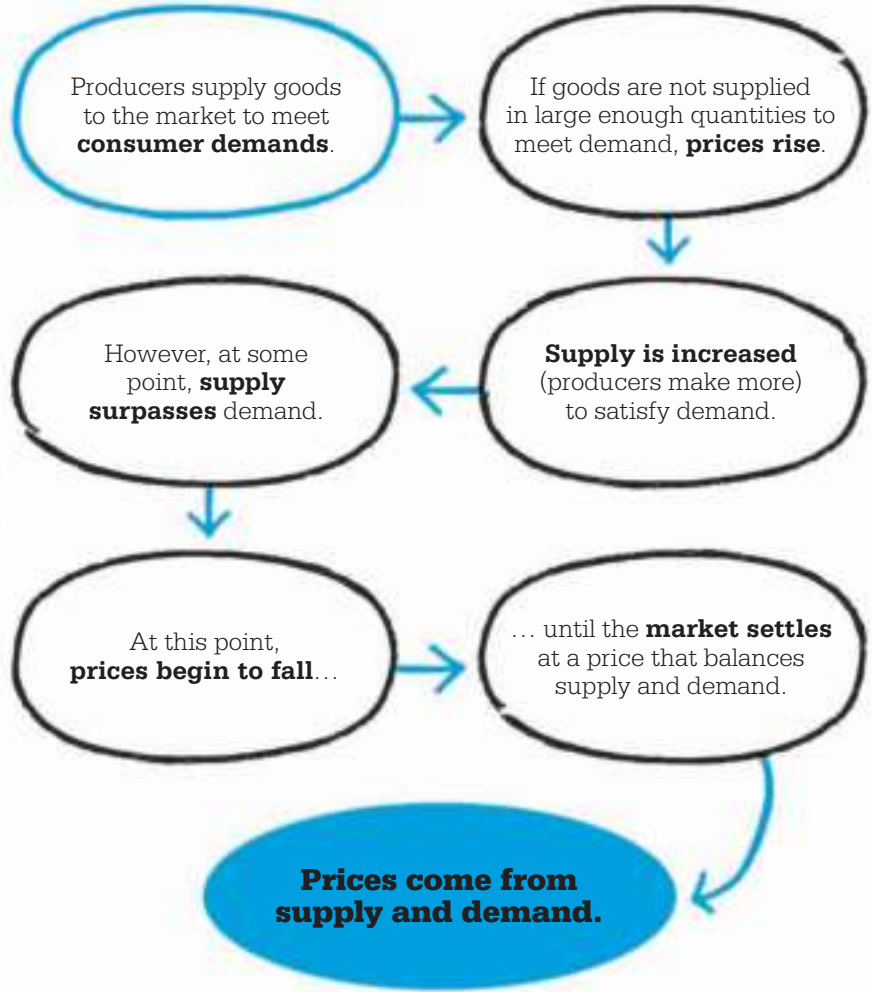 Producers supply goods
to the market to meet
consumer demands.
If goods are not supplied
in large enough quantities to
meet demand, prices rise.
Supply is increased
(producers make more)
to satisfy demand.
However, at some
point, supply
surpasses demand.
At this point,
prices begin to fall...
... until the market settles
at a price that balances
supply and demand.
Prices come from
supply and demand.